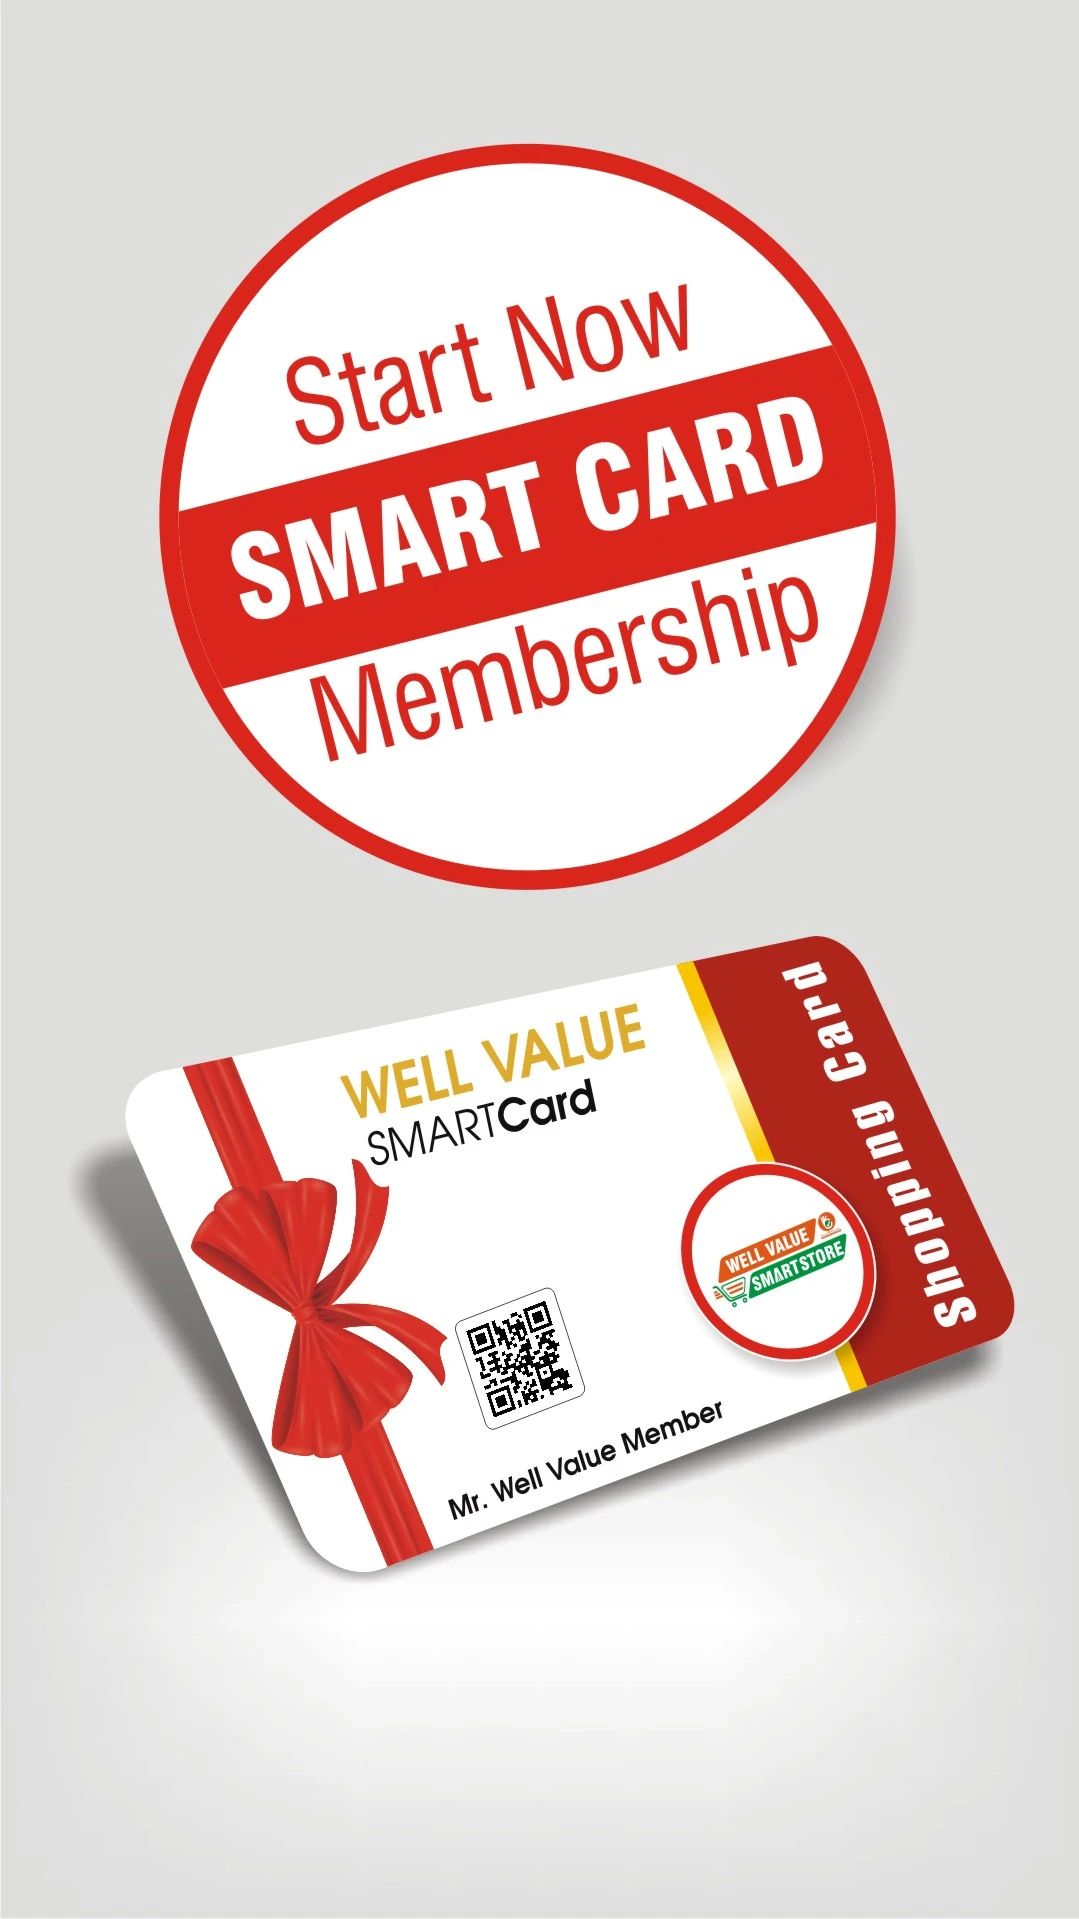 Start Now
SMART CARD
Membership
WELL VALUE
SMARTCard
Shopping Card
WELL VALUE
SMARTSTORE
Mr. Well Value Member